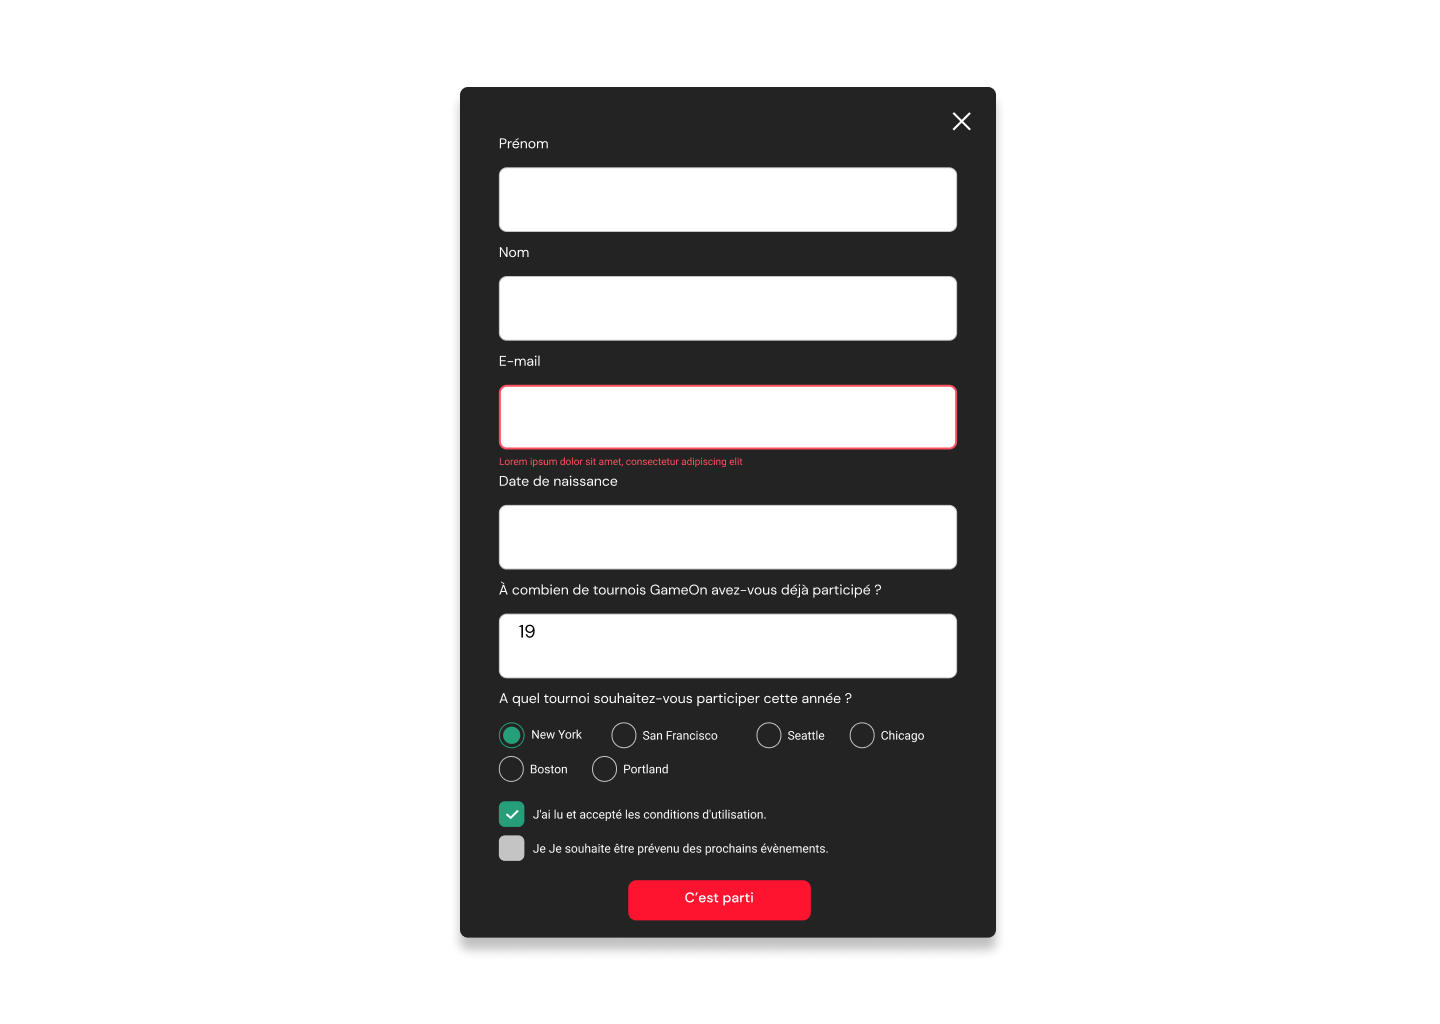 Prénom
Nom
E-mail
Lorem ipsum dolor sit amet, consectetur adipiscing elit
Date de naissance
À combien de tournois GameOn avez-vous déjà participé ?
19
A quel tournoi souhaitez-vous participer cette année ?
New York San Francisco Seattle Chicago
Boston Portland
J'ai lu et accepté les conditions d'utilisation.
Je Je souhaite être prévenu des prochains évènements.
C’est parti